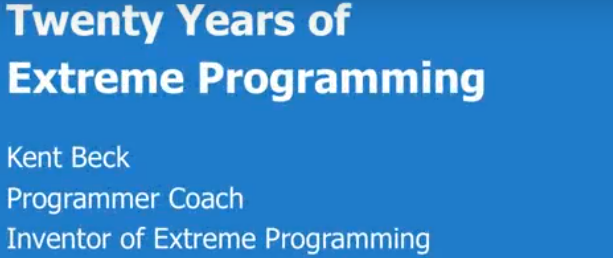 Twenty Years of
Extreme Programming
Kent Beck
Programmer Coach
Inventor of Extreme Programming